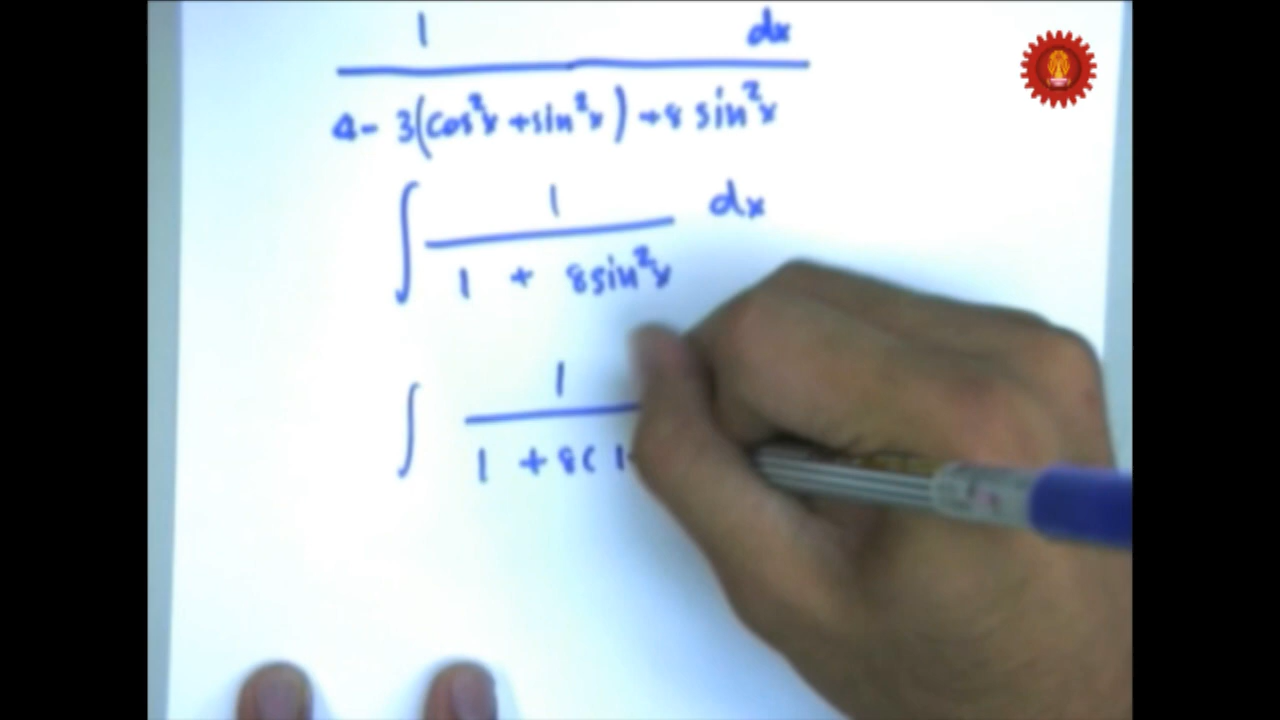 1 dx
4 - 3(cos²x + sin²x) + 8 sin²x
∫ 1 dx
1 + 8sin²x
∫ 1
1 + 8( 1